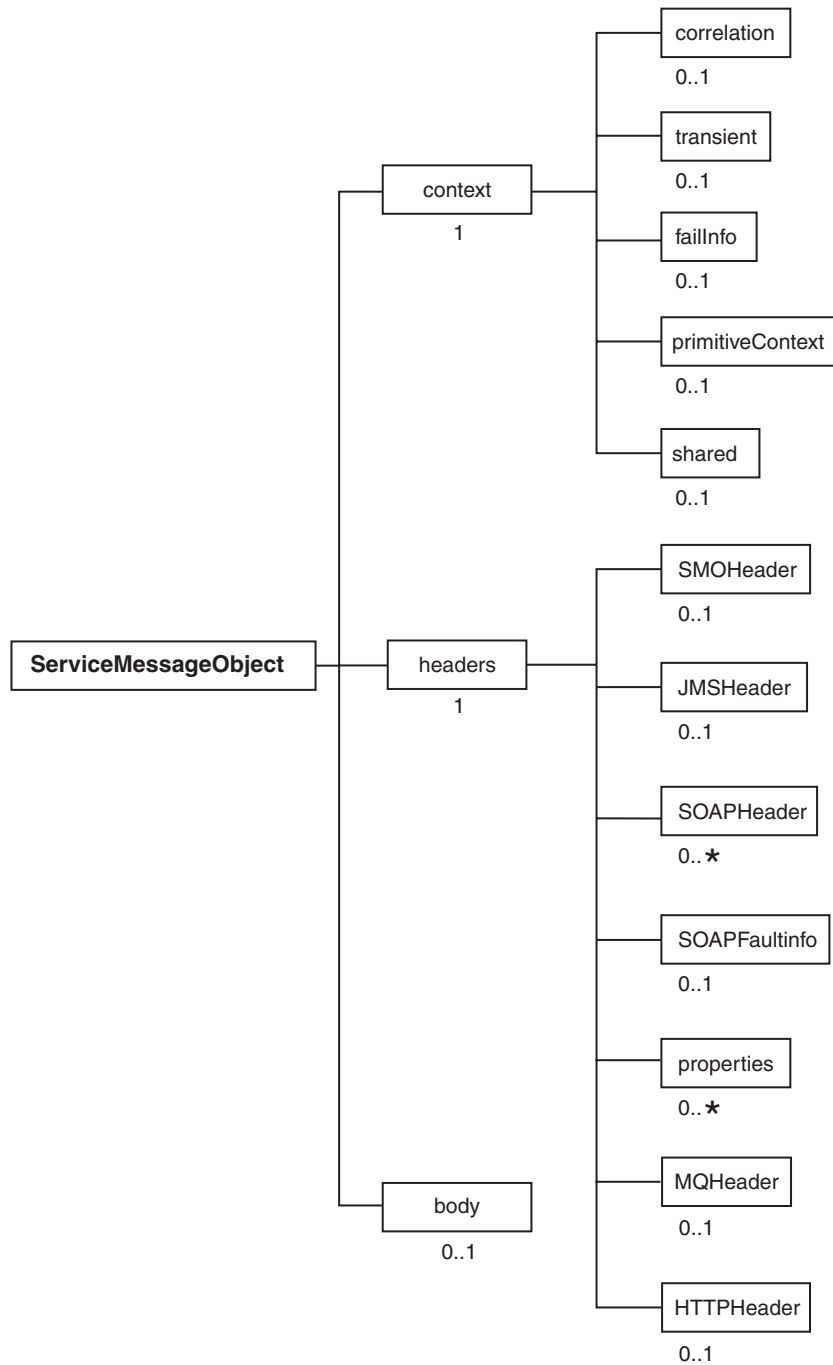 correlation
0..1
transient
0..1
context
1
failInfo
0..1
primitiveContext
0..1
shared
0..1
SMOHeader
0..1
ServiceMessageObject
headers
1
JMSHeader
0..1
SOAPHeader
0..*
SOAPFaultinfo
0..1
properties
0..*
MQHeader
0..1
body
0..1
HTTPHeader
0..1